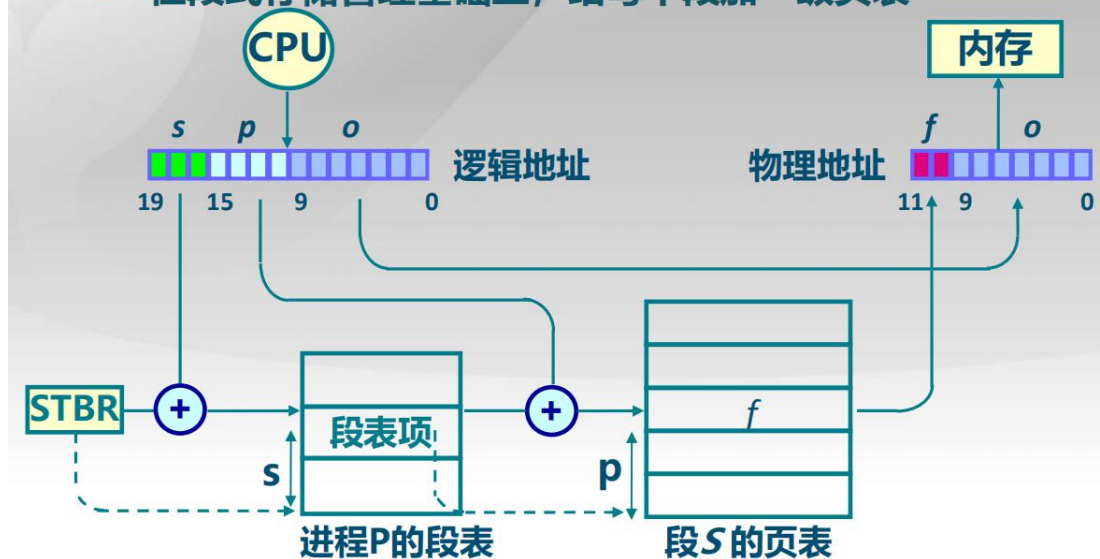 CPU
内存
s p o
f o
逻辑地址
物理地址
19 15 9 0
11 9 0
STBR
+
段表项
+
f
s
p
进程P的段表
段S的页表